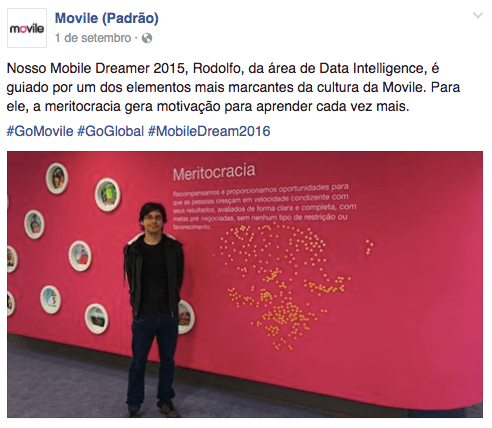 movile
Movile (Padrão)
1 de setembro ·
Nosso Mobile Dreamer 2015, Rodolfo, da área de Data Intelligence, é
guiado por um dos elementos mais marcantes da cultura da Movile. Para
ele, a meritocracia gera motivação para aprender cada vez mais.
#GoMovile #GoGlobal #MobileDream2016
Meritocracia
Recompensamos e proporcionamos oportunidades para
que as pessoas cresçam em velocidade condizente com
seus resultados, avaliados de forma clara e completa, com
metas pré negociadas, sem nenhum tipo de restrição ou
favorecimento.